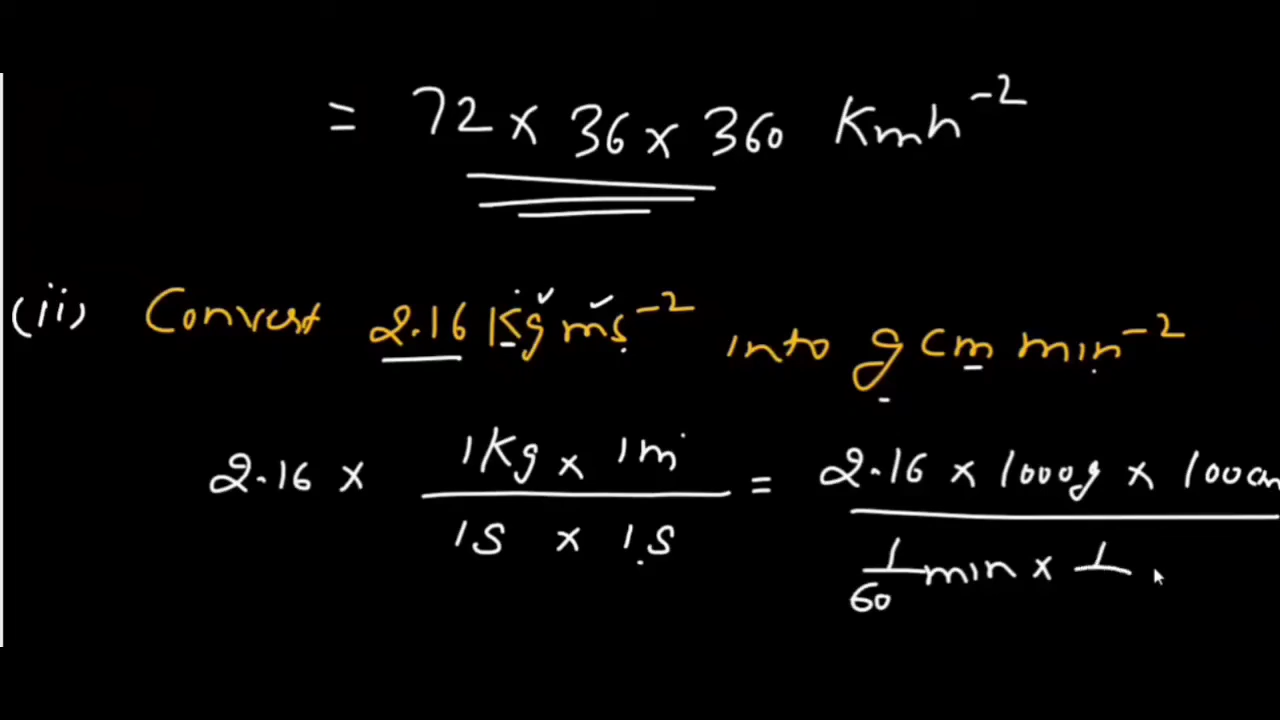 = 72 × 36 × 360 Kmh⁻²
(ii) Convert 2.16 Kg ms⁻² into g cm min⁻²
2.16 × 1Kg × 1m / 1S × 1S = 2.16 × 1000g × 100cm / 1/60 min × 1